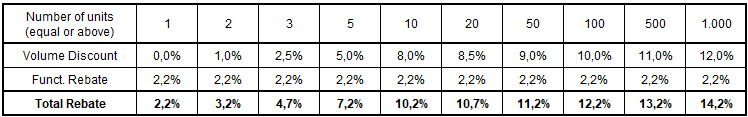 Number of units
(equal or above) 1 2 3 5 10 20 50 100 500 1.000
Volume Discount 0,0% 1,0% 2,5% 5,0% 8,0% 8,5% 9,0% 10,0% 11,0% 12,0%
Funct. Rebate 2,2% 2,2% 2,2% 2,2% 2,2% 2,2% 2,2% 2,2% 2,2% 2,2%
Total Rebate 2,2% 3,2% 4,7% 7,2% 10,2% 10,7% 11,2% 12,2% 13,2% 14,2%